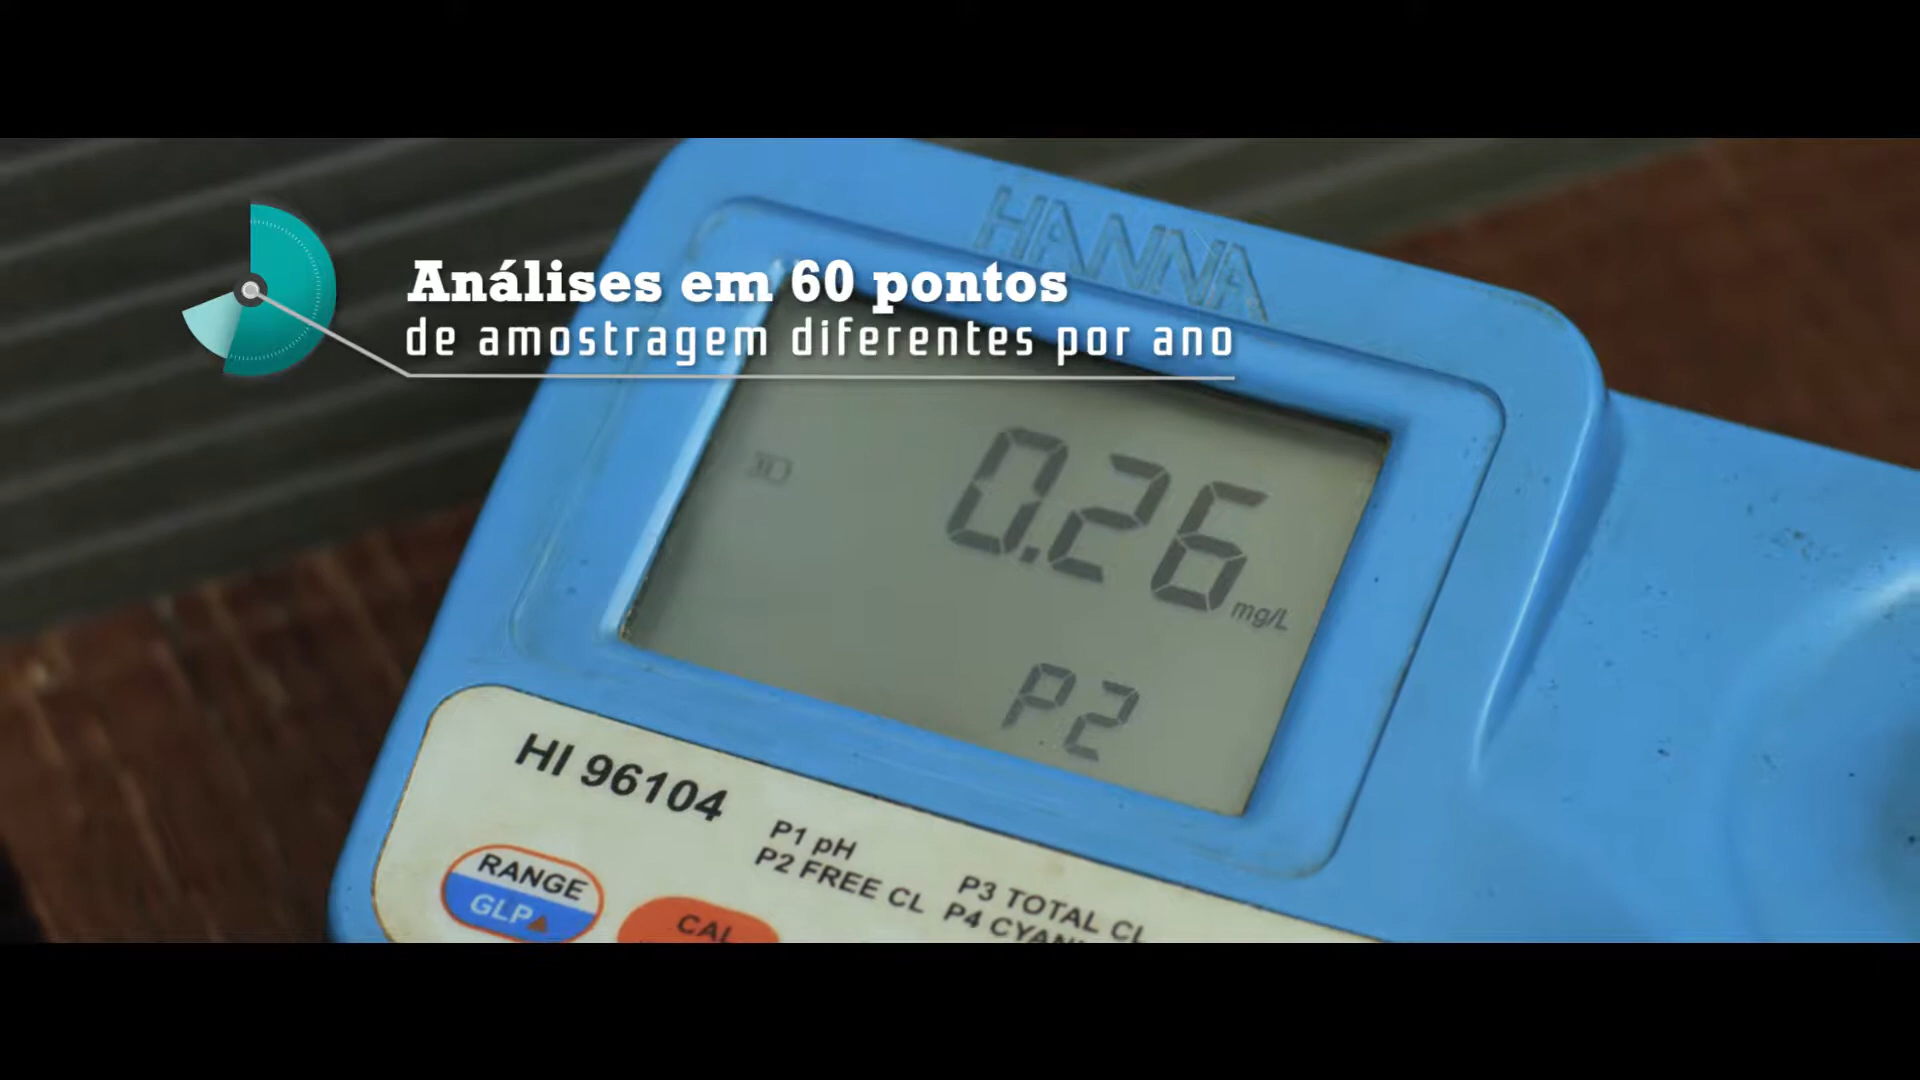 HANNA
Análises em 60 pontos
de amostragem diferentes por ano
0.26
mg/L
P2
HI 96104
P1 pH
P2 FREE CL
P3 TOTAL CL
P4
RANGE
GLP
CAL